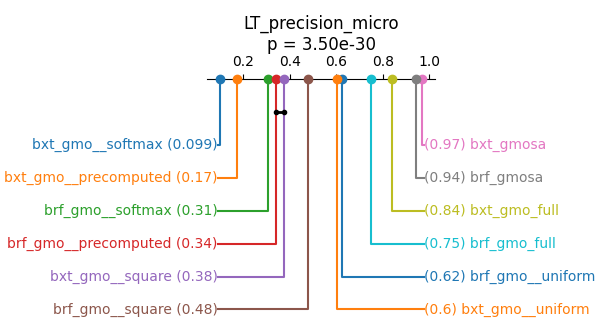 LT_precision_micro
p = 3.50e-30
0.2 0.4 0.6 0.8 1.0
bxt_gmo__softmax (0.099) (0.97) bxt_gmosa
bxt_gmo__precomputed (0.17) (0.94) brf_gmosa
brf_gmo__softmax (0.31) (0.84) bxt_gmo_full
brf_gmo__precomputed (0.34) (0.75) brf_gmo_full
bxt_gmo__square (0.38) (0.62) brf_gmo__uniform
brf_gmo__square (0.48) (0.6) bxt_gmo__uniform